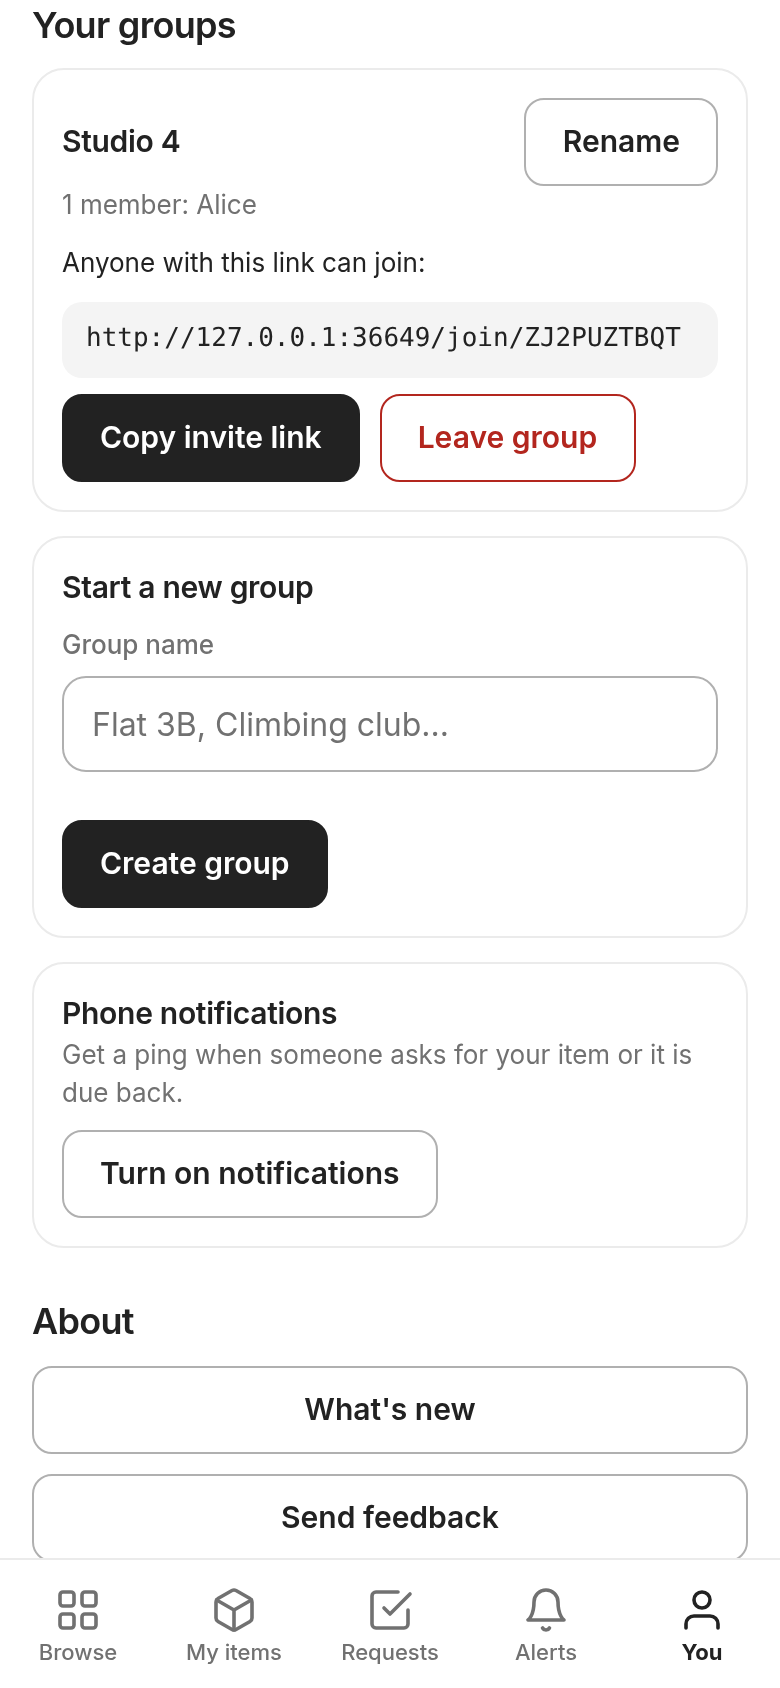 Your groups
Studio 4
Rename
1 member: Alice
Anyone with this link can join:
http://127.0.0.1:36649/join/ZJ2PUZTBQT
Copy invite link
Leave group
Start a new group
Group name
Flat 3B, Climbing club...
Create group
Phone notifications
Get a ping when someone asks for your item or it is
due back.
Turn on notifications
About
What's new
Send feedback
Browse
My items
Requests
Alerts
You